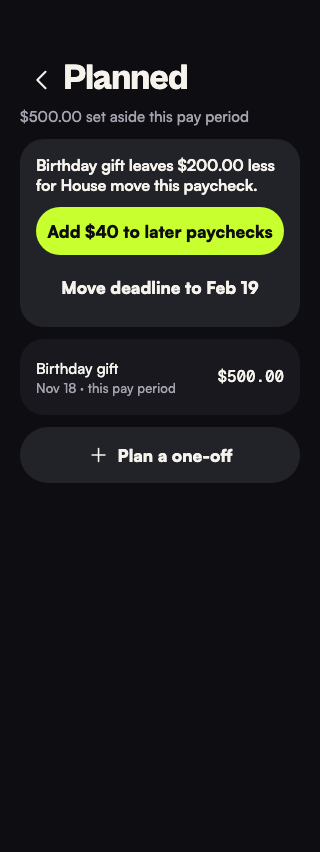 Planned
$500.00 set aside this pay period
Birthday gift leaves $200.00 less
for House move this paycheck.
Add $40 to later paychecks
Move deadline to Feb 19
Birthday gift
$500.00
Nov 18 · this pay period
Plan a one-off